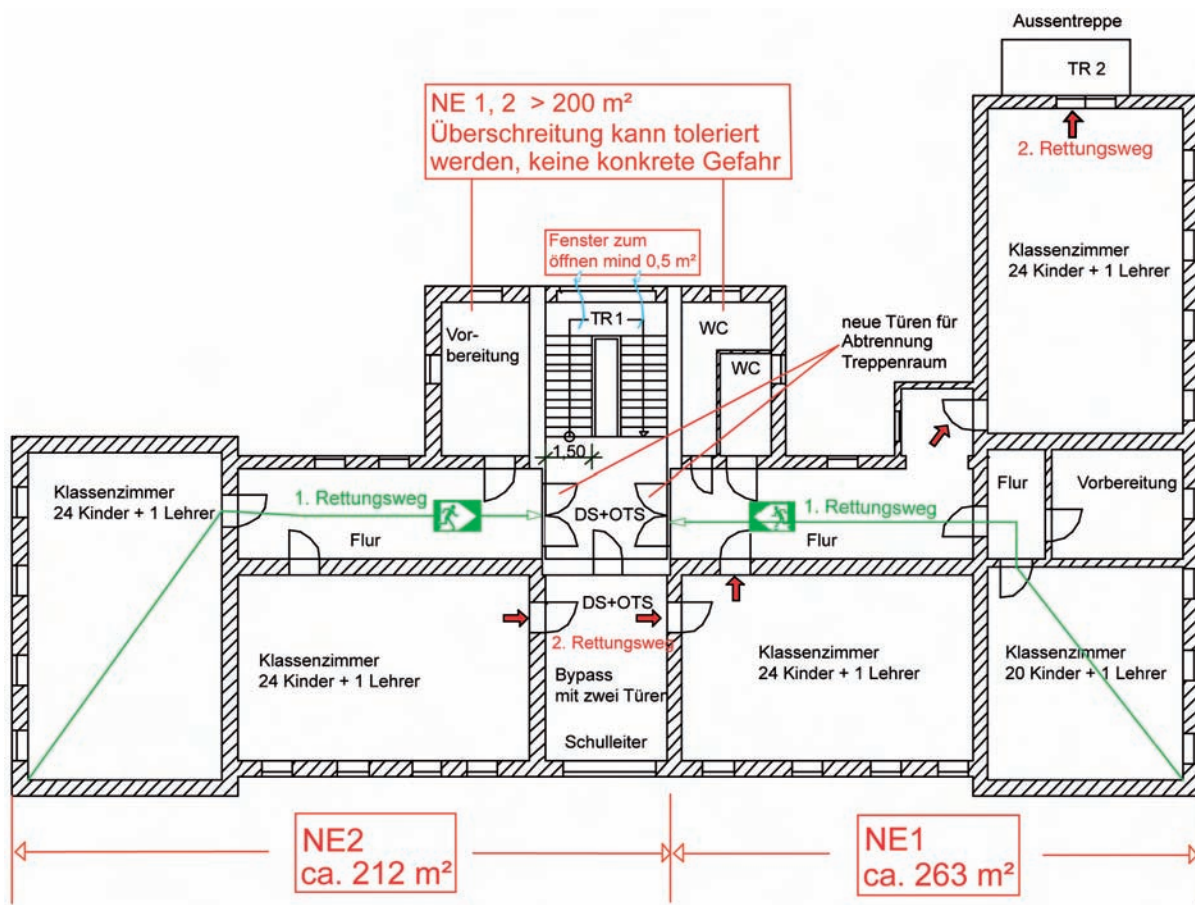 Aussentreppe
TR 2
2. Rettungsweg
NE 1, 2 > 200 m²
Überschreitung kann toleriert
werden, keine konkrete Gefahr
Fenster zum
öffnen mind 0,5 m²
Klassenzimmer
24 Kinder + 1 Lehrer
Vor-
bereitung
TR 1
WC
WC
neue Türen für
Abtrennung
Treppenraum
1,50
Klassenzimmer
24 Kinder + 1 Lehrer
1. Rettungsweg
Flur
DS+OTS
1. Rettungsweg
Flur
Flur
Vorbereitung
Klassenzimmer
24 Kinder + 1 Lehrer
DS+OTS
2. Rettungsweg
Bypass
mit zwei Türer
Schulleiter
Klassenzimmer
24 Kinder + 1 Lehrer
Klassenzimmer
20 Kinder + 1 Lehrer
NE2
ca. 212 m²
NE1
ca. 263 m²